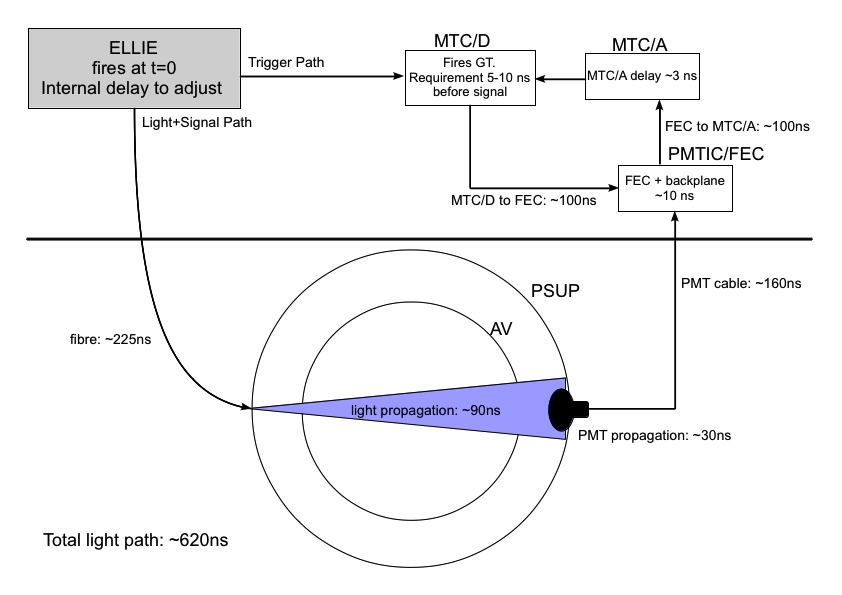 ELLIE
fires at t=0
Internal delay to adjust
Trigger Path
MTC/D
Fires GT.
Requirement 5-10 ns
before signal
MTC/A
MTC/A delay ~3 ns
Light+Signal Path
FEC to MTC/A: ~100ns
PMTIC/FEC
FEC + backplane
~10 ns
MTC/D to FEC: ~100ns
PSUP
PMT cable: ~160ns
AV
fibre: ~225ns
light propagation: ~90ns
PMT propagation: ~30ns
Total light path: ~620ns